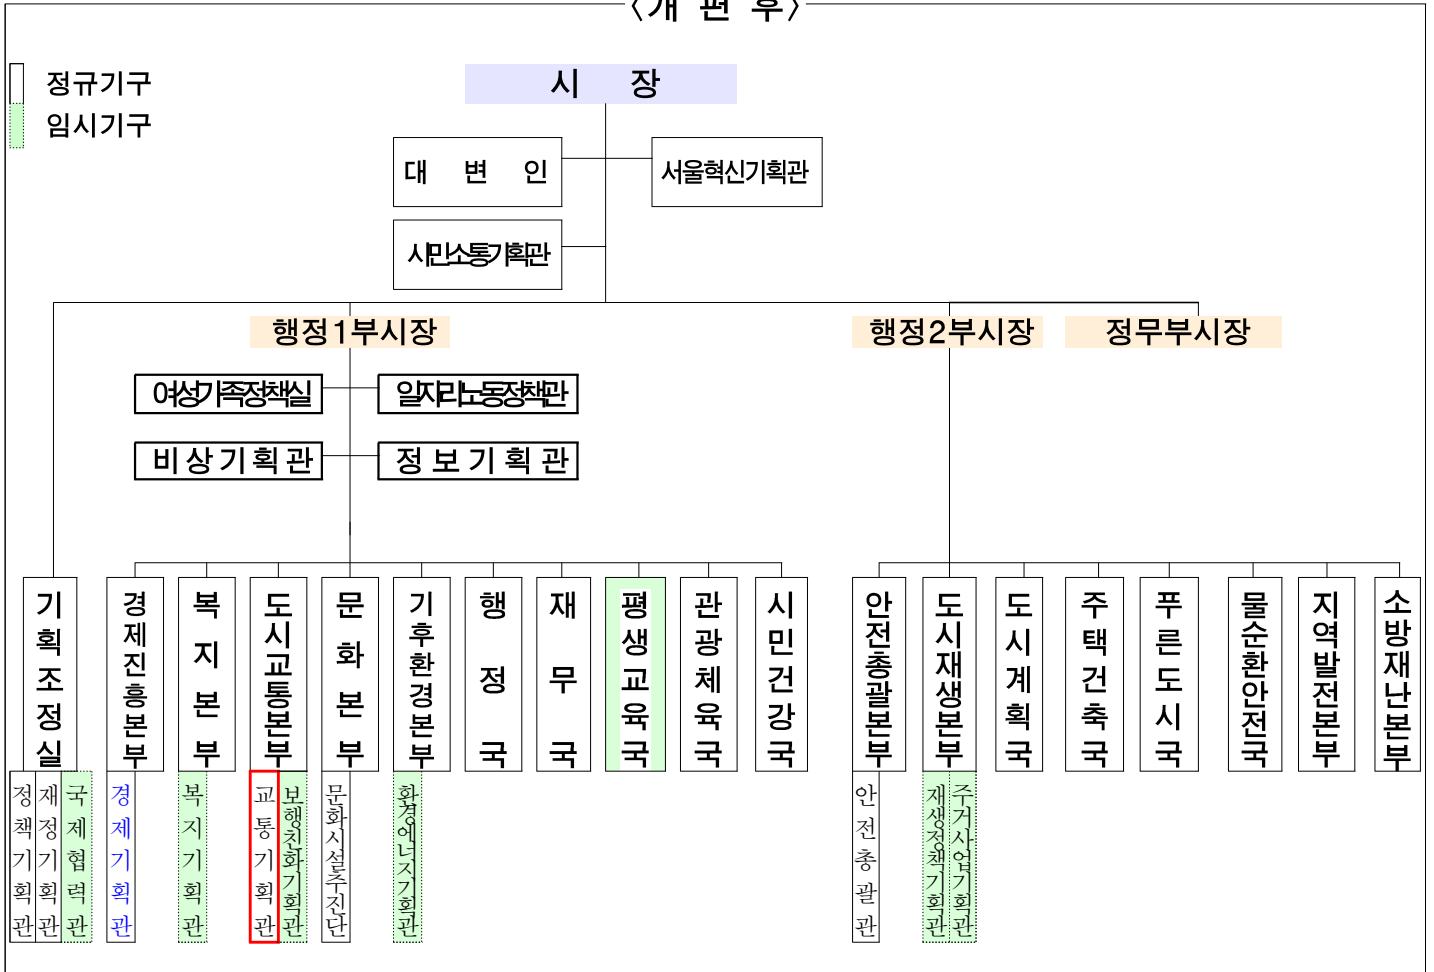 〈개 편 후〉
정규기구
임시기구
시 장
대 변 인
서울혁신기획관
시민소통기획관
행정1부시장
행정2부시장
정무부시장
여성가족정책실
일자리노동정책관
비상기획관
정보기획관
기획조정실
경제진흥본부
복지본부
도시교통본부
문화본부
기후환경본부
행정국
재무국
평생교육국
관광체육국
시민건강국
안전총괄본부
도시재생본부
도시계획국
주택건축국
푸른도시국
물순환안전국
지역발전본부
소방재난본부
정책기획관
재정기획관
국제협력관
경제기획관
복지기획관
교통기획관
보행친화기획관
문화시설추진단
환경에너지기획관
안전총괄관
재생정책기획관
주거사업기획관